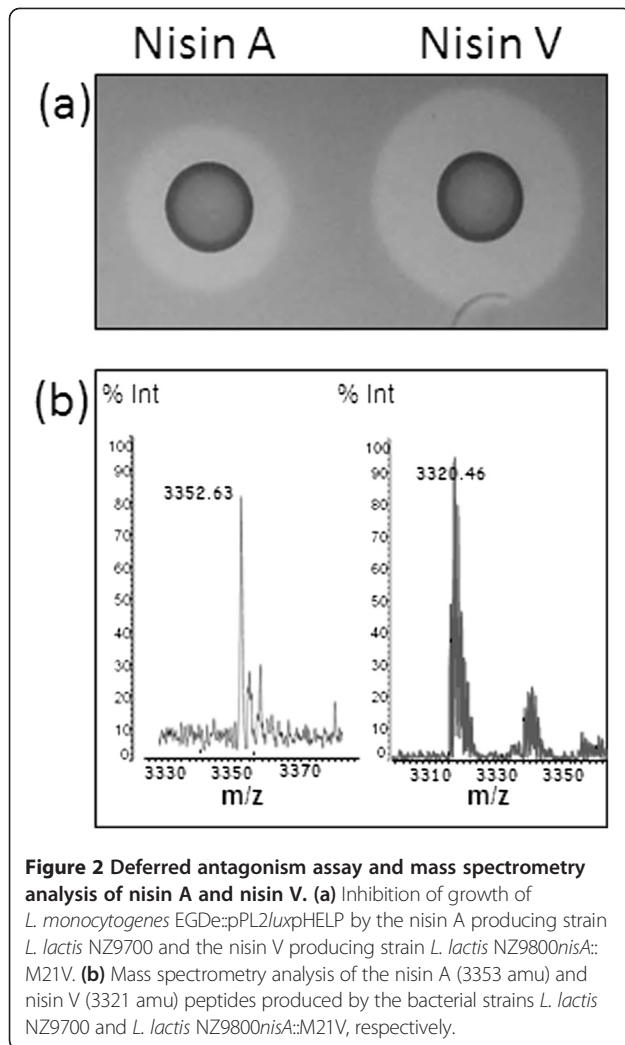 Nisin A Nisin V
(a)
(b)
% Int % Int
100 100
90 90
3352.63 3320.46
80 80
70 70
60 60
50 50
40 40
30 30
20 20
10 10
0 0
3330 3350 3370 3310 3330 3350
m/z m/z
Figure 2 Deferred antagonism assay and mass spectrometry
analysis of nisin A and nisin V. (a) Inhibition of growth of
L. monocytogenes EGDe::pPL2luxpHELP by the nisin A producing strain
L. lactis NZ9700 and the nisin V producing strain L. lactis NZ9800nisA::
M21V. (b) Mass spectrometry analysis of the nisin A (3353 amu) and
nisin V (3321 amu) peptides produced by the bacterial strains L. lactis
NZ9700 and L. lactis NZ9800nisA::M21V, respectively.